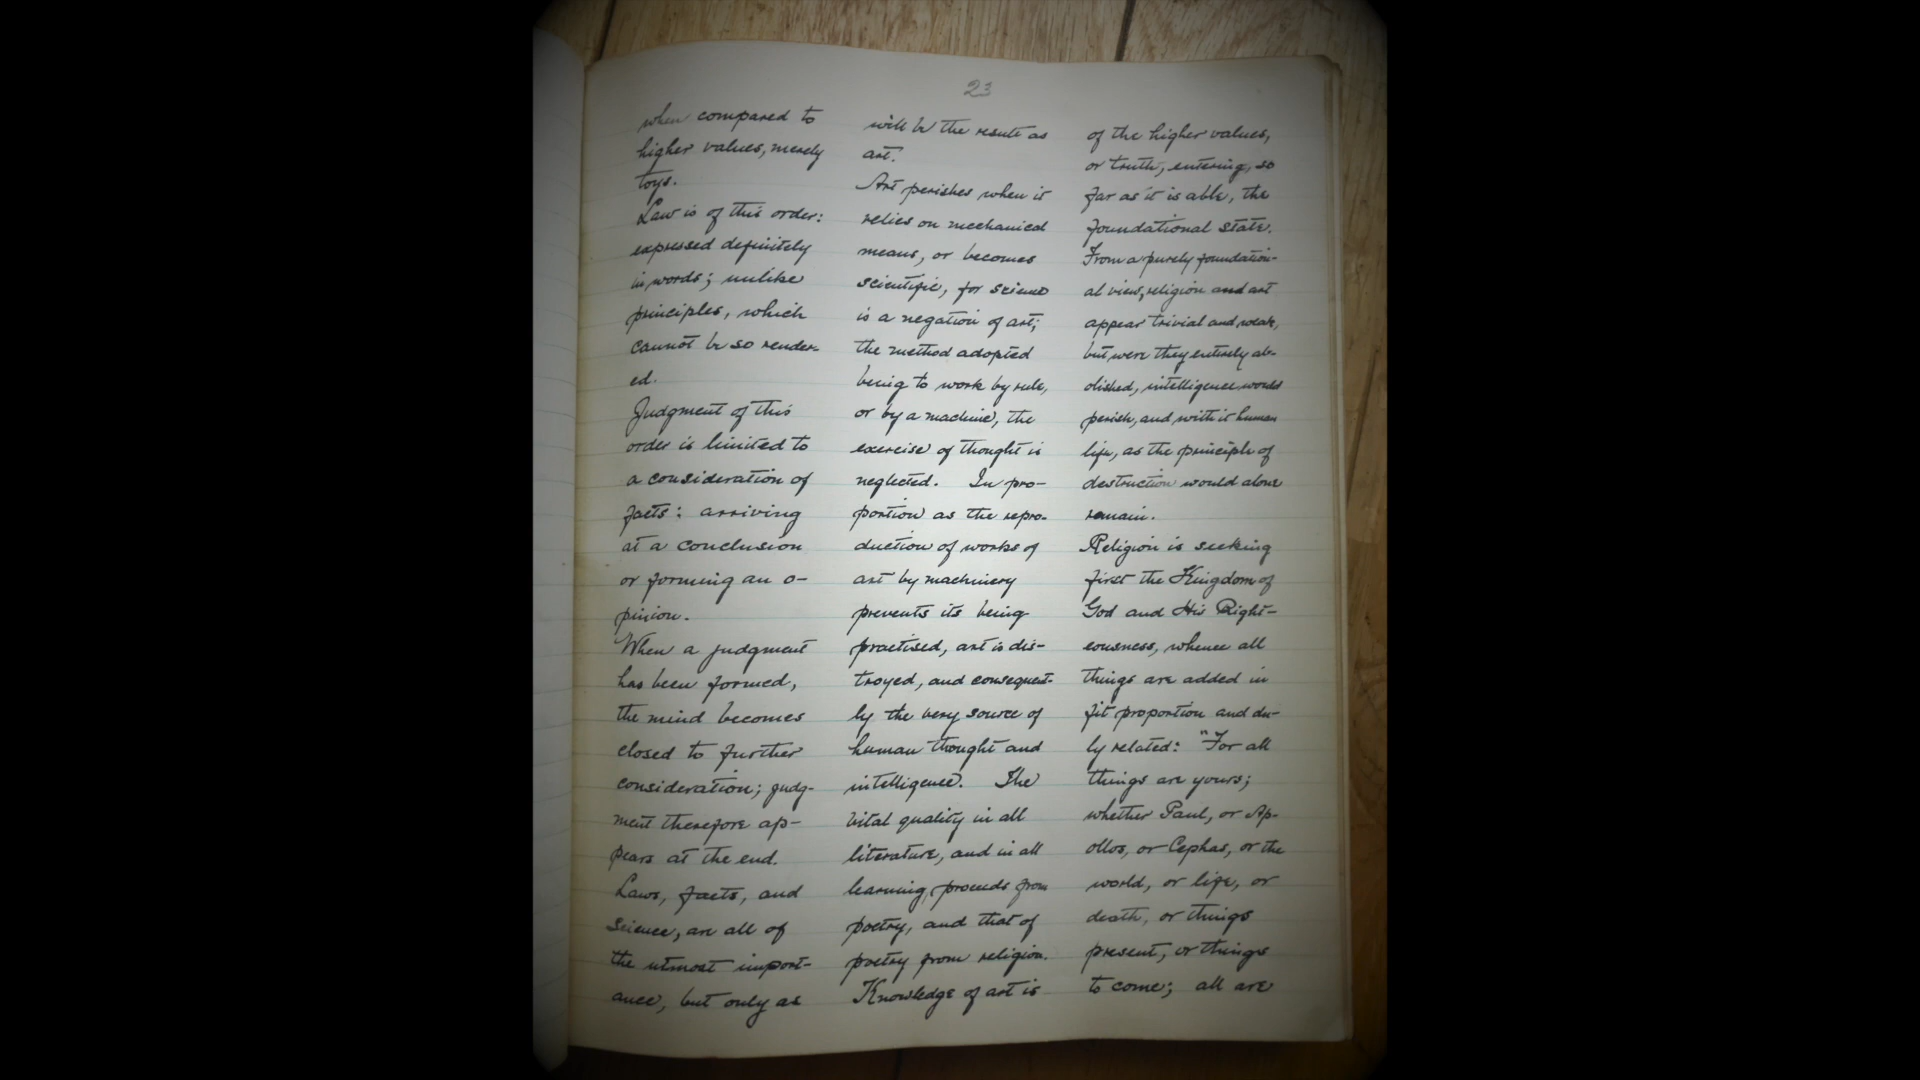 23
when compared to
higher values, merely
toys.
Law is of this order:
expressed definitely
in words; unlike
principles, which
cannot be so render-
ed.
Judgment of this
order is limited to
a consideration of
facts: arriving
at a conclusion
or forming an o-
pinion.
When a judgment
has been formed,
the mind becomes
closed to further
consideration; judg-
ment therefore ap-
pears at the end.
Laws, facts, and
science, are all of
the utmost import-
ance, but only as
will be the result as
art.
Art perishes when it
relies on mechanical
means, or becomes
scientific, for science
is a negation of art;
the method adopted
being to work by rule,
or by a machine, the
exercise of thought is
neglected. In pro-
portion as the repro-
duction of works of
art by machinery
prevents its being
practised, art is des-
troyed, and consequent-
ly the very source of
human thought and
intelligence. The
vital quality in all
literature, and in all
learning, proceeds from
poetry, and that of
poetry from religion.
Knowledge of art is
of the higher values,
or truth, entering, so
far as it is able, the
foundational state.
From a purely foundation-
al view, religion and art
appear trivial and weak,
but were they entirely ab-
olished, intelligence would
perish, and with it human
life, as the principle of
destruction would alone
remain.
Religion is seeking
first the Kingdom of
God and His Right-
eousness, whence all
things are added in
fit proportion and du-
ly related: "For all
things are yours;
whether Paul, or Ap-
ollos, or Cephas, or the
world, or life, or
death, or things
present, or things
to come; all are